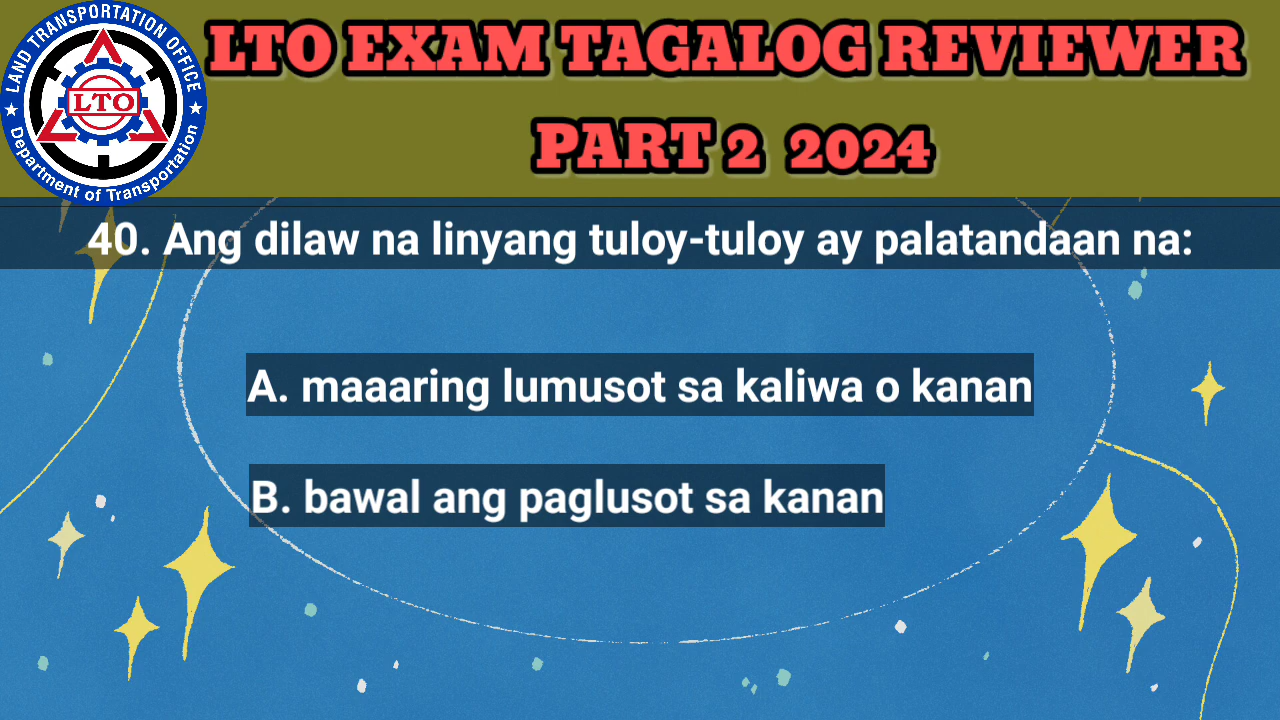 LAND TRANSPORTATION OFFICE
LTO
Department of Transportation
LTO EXAM TAGALOG REVIEWER
PART 2 2024
40. Ang dilaw na linyang tuloy-tuloy ay palatandaan na:
A. maaaring lumusot sa kaliwa o kanan
B. bawal ang paglusot sa kanan